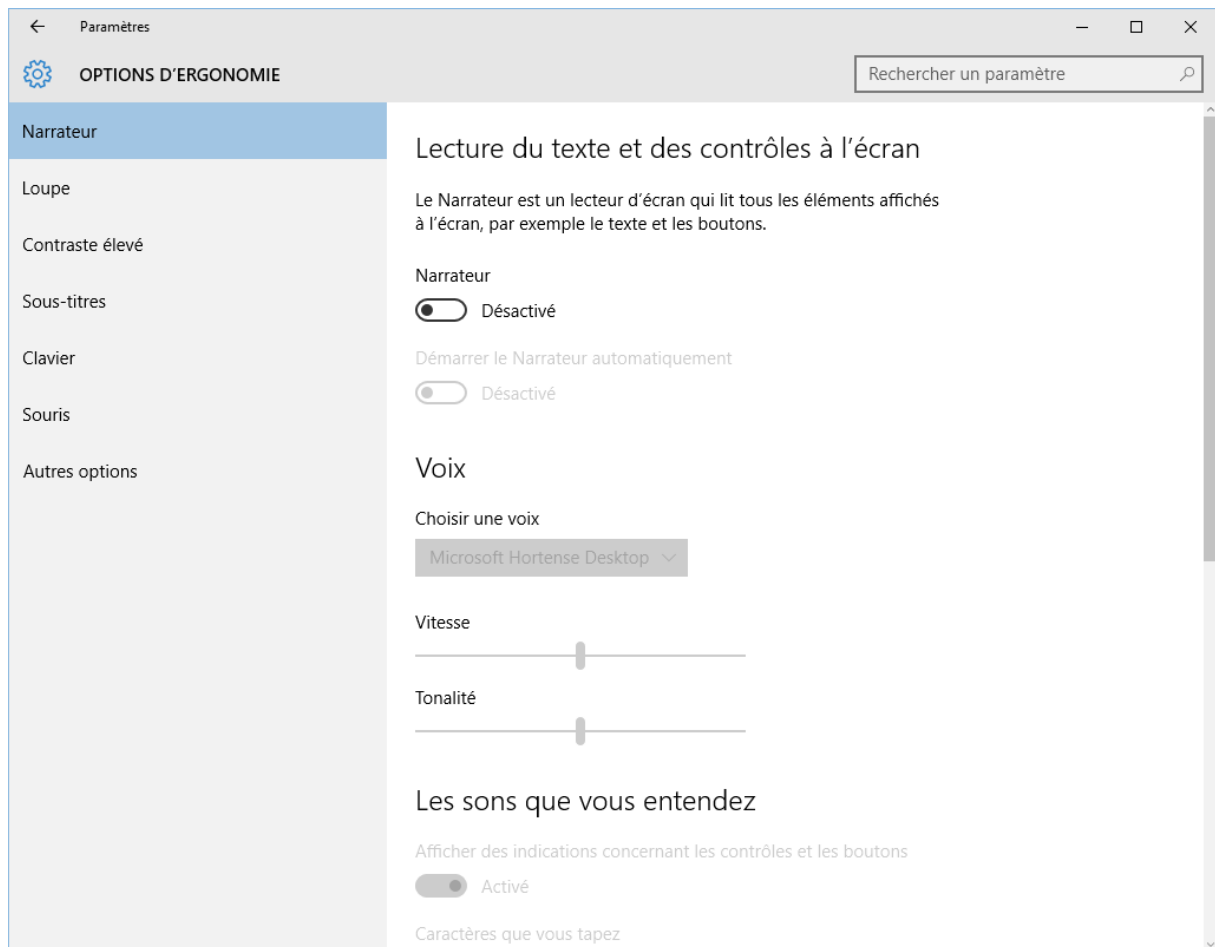 Paramètres
OPTIONS D’ERGONOMIE
Rechercher un paramètre
Narrateur
Loupe
Contraste élevé
Sous-titres
Clavier
Souris
Autres options
Lecture du texte et des contrôles à l’écran
Le Narrateur est un lecteur d’écran qui lit tous les éléments affichés
à l’écran, par exemple le texte et les boutons.
Narrateur
Désactivé
Démarrer le Narrateur automatiquement
Désactivé
Voix
Choisir une voix
Microsoft Hortense Desktop
Vitesse
Tonalité
Les sons que vous entendez
Afficher des indications concernant les contrôles et les boutons
Activé
Caractères que vous tapez